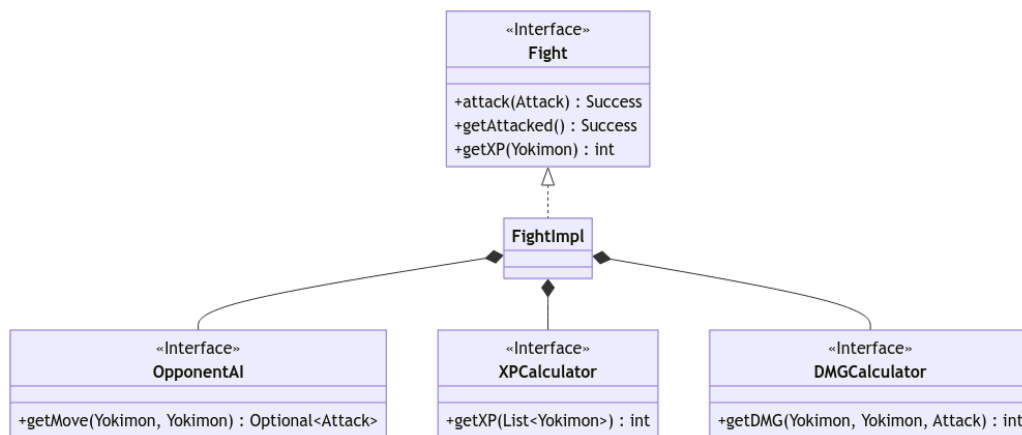 «Interface»
Fight
+attack(Attack) : Success
+getAttacked() : Success
+getXP(Yokimon) : int
FightImpl
«Interface»
OpponentAI
+getMove(Yokimon, Yokimon) : Optional<Attack>
«Interface»
XPCalculator
+getXP(List<Yokimon>) : int
«Interface»
DMGCalculator
+getDMG(Yokimon, Yokimon, Attack) : int